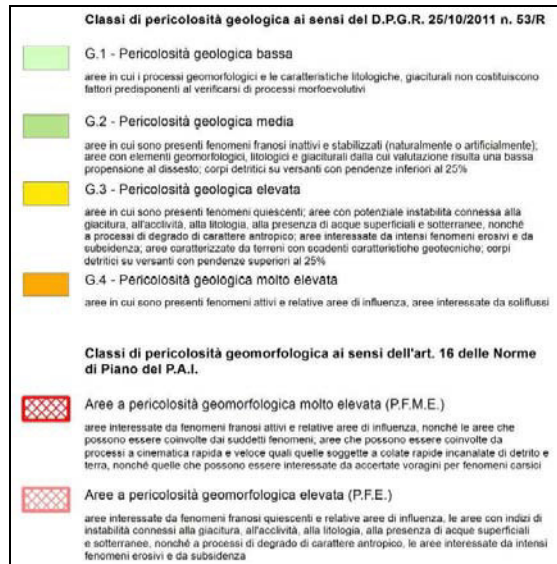 Classi di pericolosità geologica ai sensi del D.P.G.R. 25/10/2011 n. 53/R
G.1 - Pericolosità geologica bassa
aree in cui i processi geomorfologici e le caratteristiche litologiche, giaciturali non costituiscono
fattori predisponenti al verificarsi di processi morfoevolutivi
G.2 - Pericolosità geologica media
aree in cui sono presenti fenomeni franosi inattivi e stabilizzati (naturalmente o artificialmente);
aree con elementi geomorfologici, litologici e giaciturali dalla cui valutazione risulta una bassa
propensione al dissesto; corpi detritici su versanti con pendenze inferiori al 25%
G.3 - Pericolosità geologica elevata
aree in cui sono presenti fenomeni quiescenti; aree con potenziale instabilità connessa alla
giacitura, all'acclività, alla litologia, alla presenza di acque superficiali e sotterranee, nonché
a processi di degrado di carattere antropico; aree interessate da intensi fenomeni erosivi e da
subsidenza; aree caratterizzate da terreni con scadenti caratteristiche geotecniche; corpi
detritici su versanti con pendenze superiori al 25%
G.4 - Pericolosità geologica molto elevata
aree in cui sono presenti fenomeni attivi e relative aree di influenza, aree interessate da soliflussi
Classi di pericolosità geomorfologica ai sensi dell'art. 16 delle Norme
di Piano del P.A.I.
Aree a pericolosità geomorfologica molto elevata (P.F.M.E.)
aree interessate da fenomeni franosi attivi e relative aree di influenza, nonché le aree che
possono essere coinvolte dai suddetti fenomeni; aree che possono essere coinvolte da
processi a cinematica rapida e veloce quali quelle soggette a colate rapide incanalate di detrito e
terra, nonché quelle che possono essere interessate da accertate voragini per fenomeni carsici
Aree a pericolosità geomorfologica elevata (P.F.E.)
aree interessate da fenomeni franosi quiescenti e relative aree di influenza, le aree con indizi di
instabilità connessi alla giacitura, all'acclività, alla litologia, alla presenza di acque superficiali
e sotterranee, nonché a processi di degrado di carattere antropico, le aree interessate da intensi
fenomeni erosivi e da subsidenza